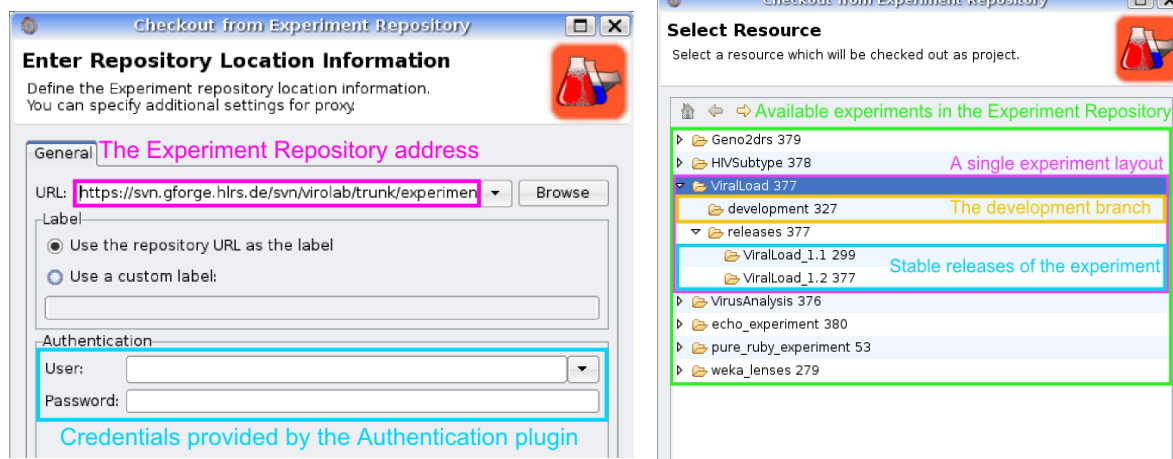 Checkout from Experiment Repository
Enter Repository Location Information
Define the Experiment repository location information.
You can specify additional settings for proxy.
General
The Experiment Repository address
URL:
https://svn.gforge.hlrs.de/svn/virolab/trunk/experimen
Browse
Label
Use the repository URL as the label
Use a custom label:
Authentication
User:
Password:
Credentials provided by the Authentication plugin
Checkout from Experiment Repository
Select Resource
Select a resource which will be checked out as project.
Available experiments in the Experiment Repository
Geno2drs 379
HIVSubtype 378
A single experiment layout
ViralLoad 377
development 327
The development branch
releases 377
ViralLoad_1.1 299
Stable releases of the experiment
ViralLoad_1.2 377
VirusAnalysis 376
echo_experiment 380
pure_ruby_experiment 53
weka_lenses 279